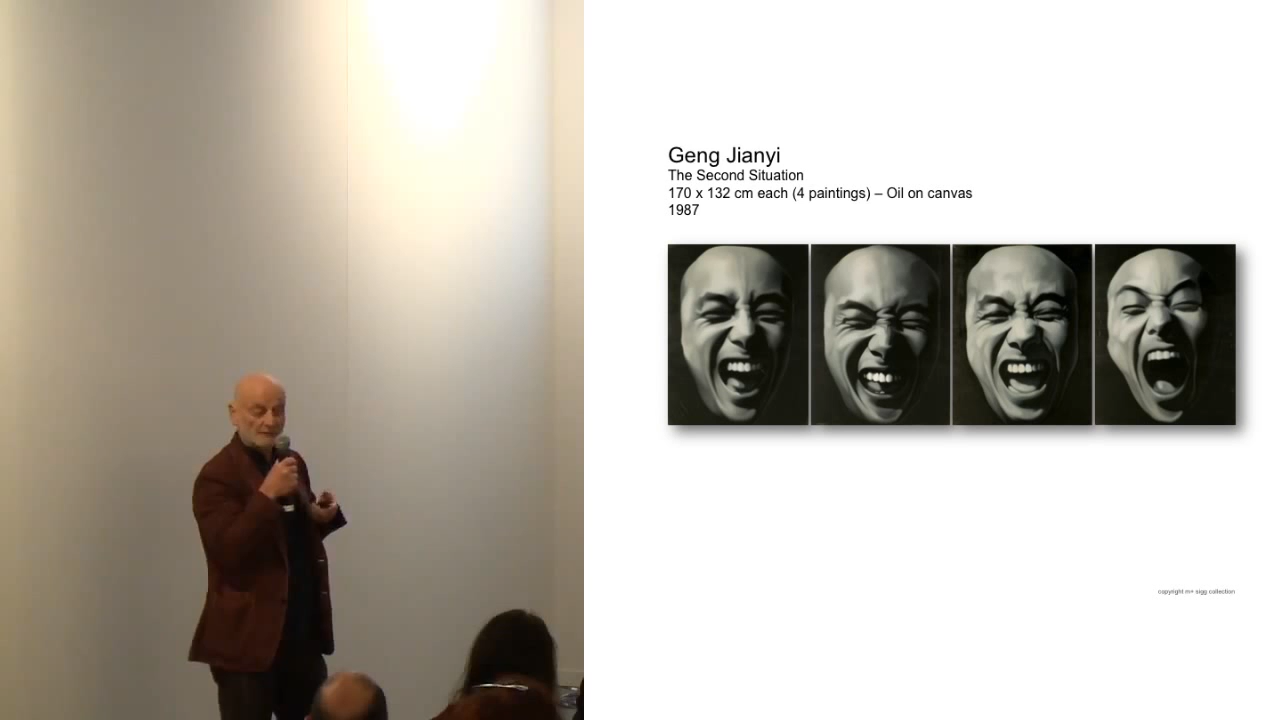 Geng Jianyi
The Second Situation
170 x 132 cm each (4 paintings) – Oil on canvas
1987
copyright m+ sigg collection